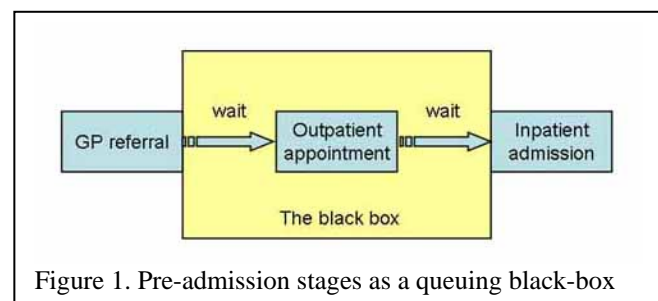 wait
wait
GP referral
Outpatient
appointment
Inpatient
admission
The black box
Figure 1. Pre-admission stages as a queuing black-box